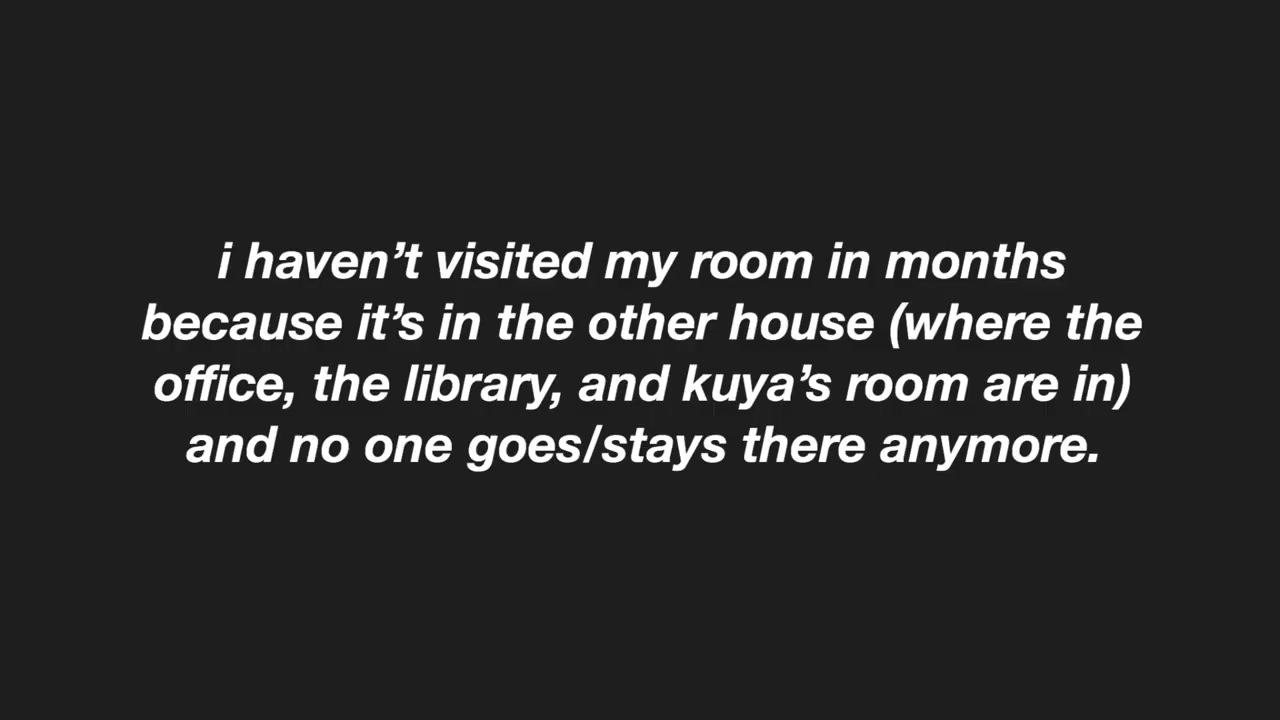 i haven’t visited my room in months
because it’s in the other house (where the
office, the library, and kuya’s room are in)
and no one goes/stays there anymore.